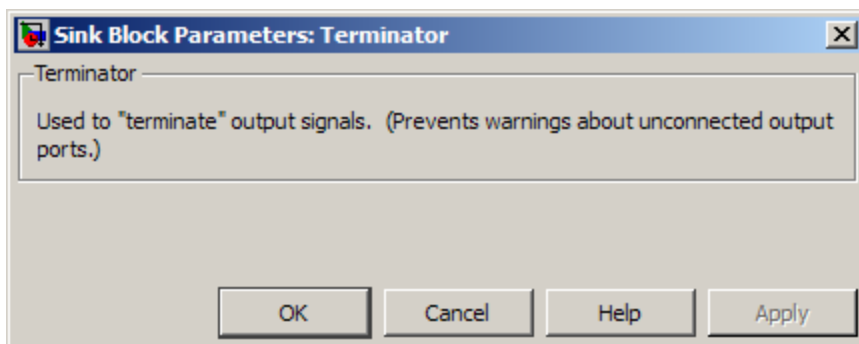 Sink Block Parameters: Terminator
Terminator
Used to "terminate" output signals.  (Prevents warnings about unconnected output
ports.)
OK
Cancel
Help
Apply